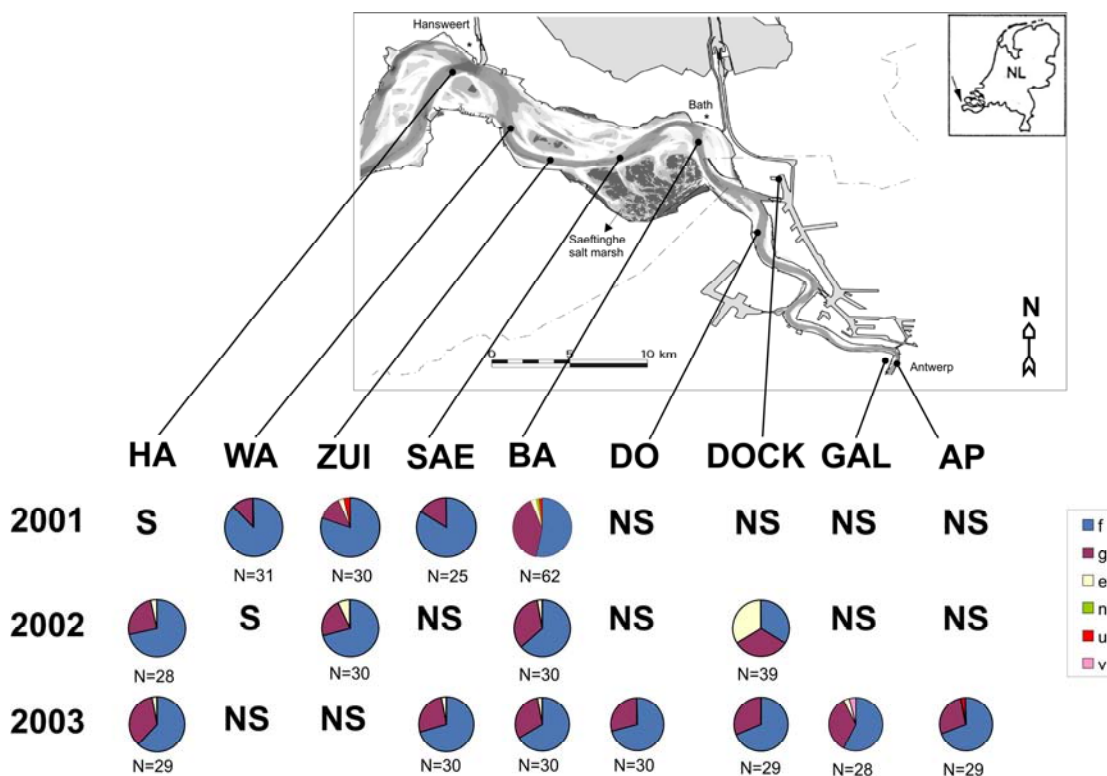 Hansweert
NL
Bath
Saeftinghe
salt marsh
0 5 10 km
N
Antwerp
HA WA ZUI SAE BA DO DOCK GAL AP
2001 S NS NS NS NS
N=31 N=30 N=25 N=62
2002 S NS NS NS NS
N=28 N=30 N=30 N=39
2003 NS NS
N=29 N=30 N=30 N=30 N=29 N=28 N=29
f
g
e
n
u
v